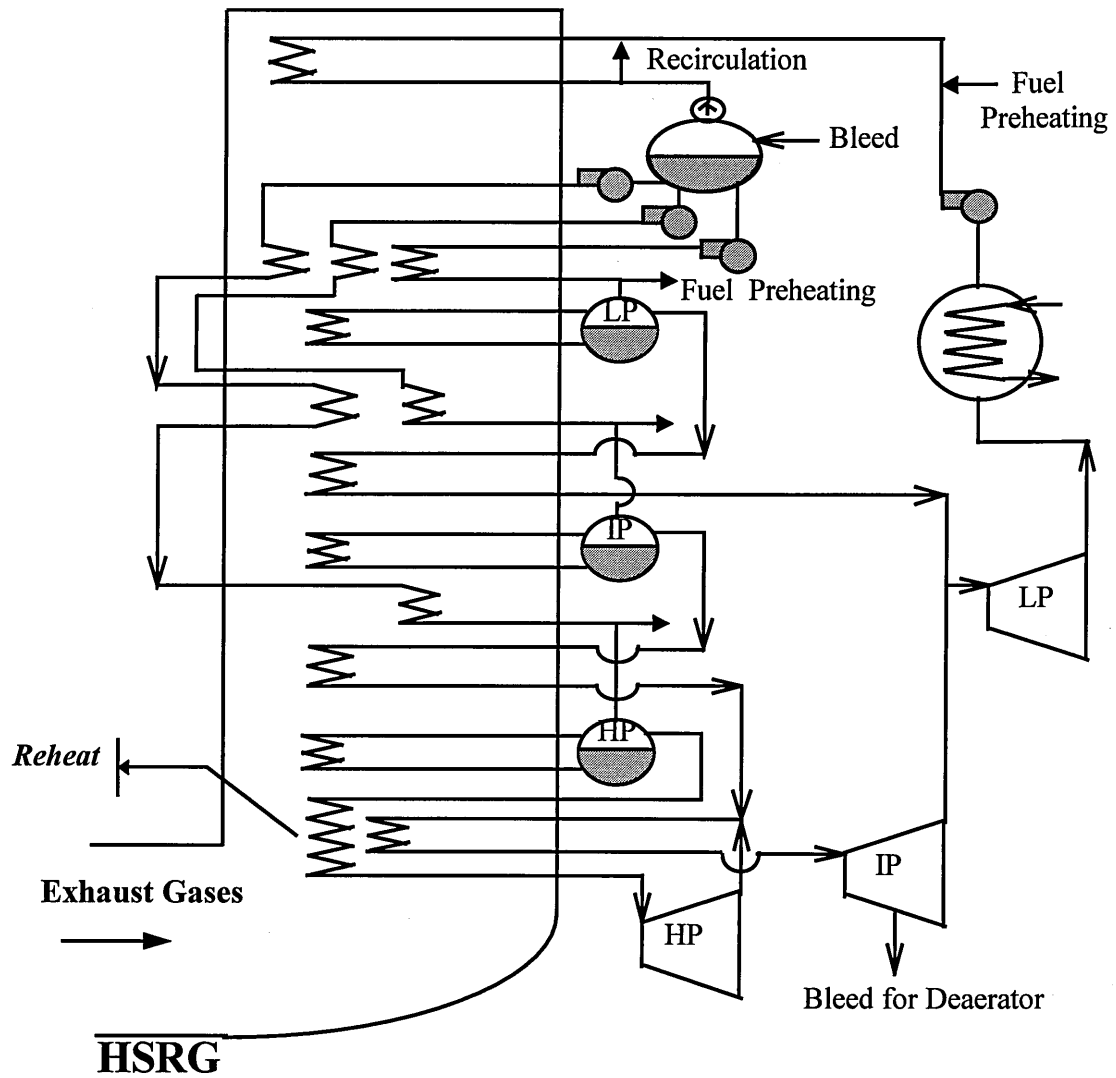 Recirculation
Fuel
Preheating
Bleed
Fuel Preheating
LP
IP
LP
HP
Reheat
IP
Exhaust Gases
HP
Bleed for Deaerator
HSRG